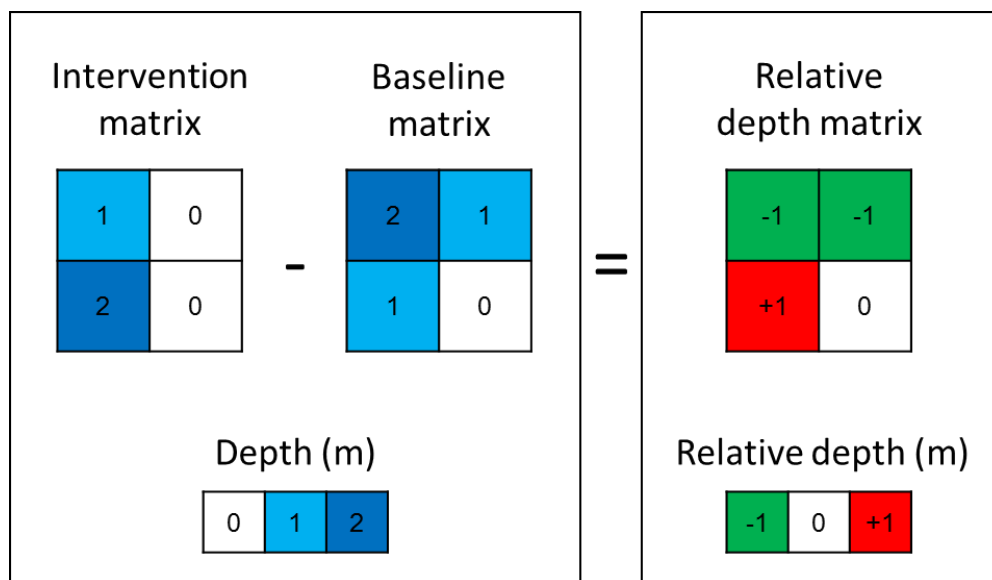 Intervention
matrix
1 0
2 0
-
Baseline
matrix
2 1
1 0
=
Relative
depth matrix
-1 -1
+1 0
Depth (m)
0 1 2
Relative depth (m)
-1 0 +1